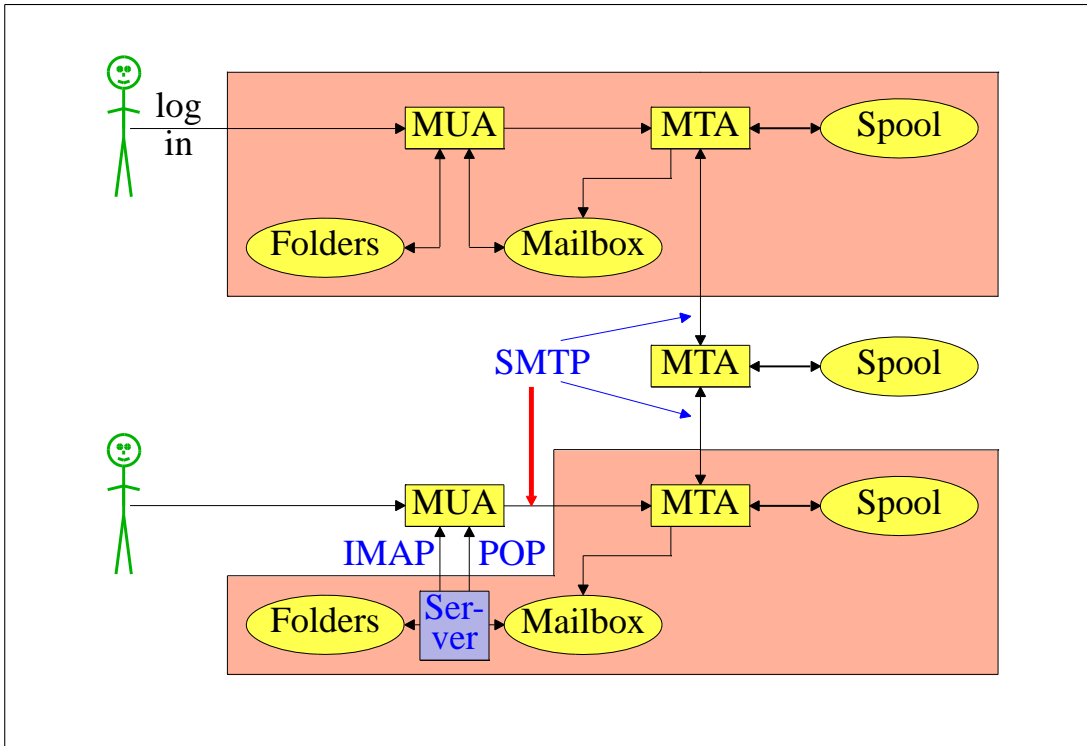 log
in
MUA
MTA
Spool
Folders
Mailbox
SMTP
MTA
Spool
MUA
MTA
Spool
IMAP
POP
Folders
Ser-
ver
Mailbox